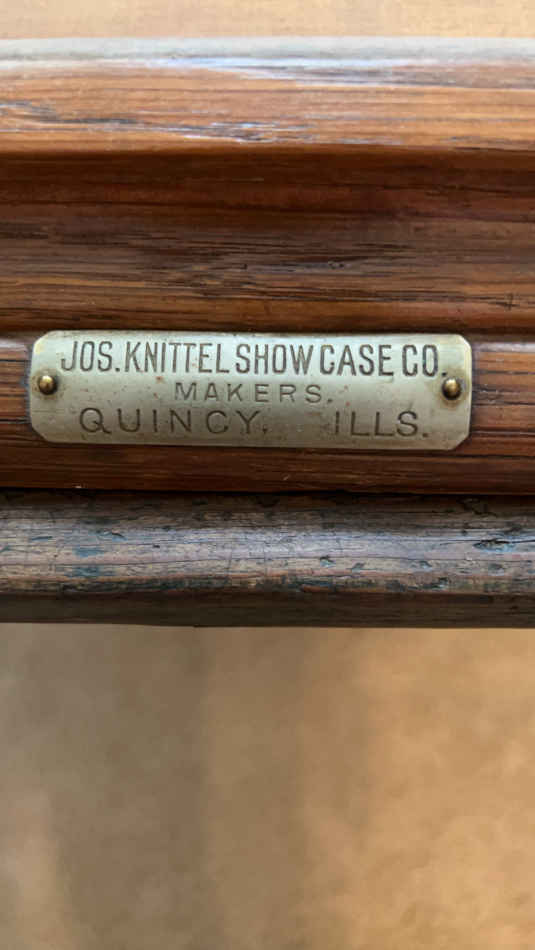 JOS. KNITTEL SHOW CASE CO.
MAKERS.
QUINCY, ILLS.